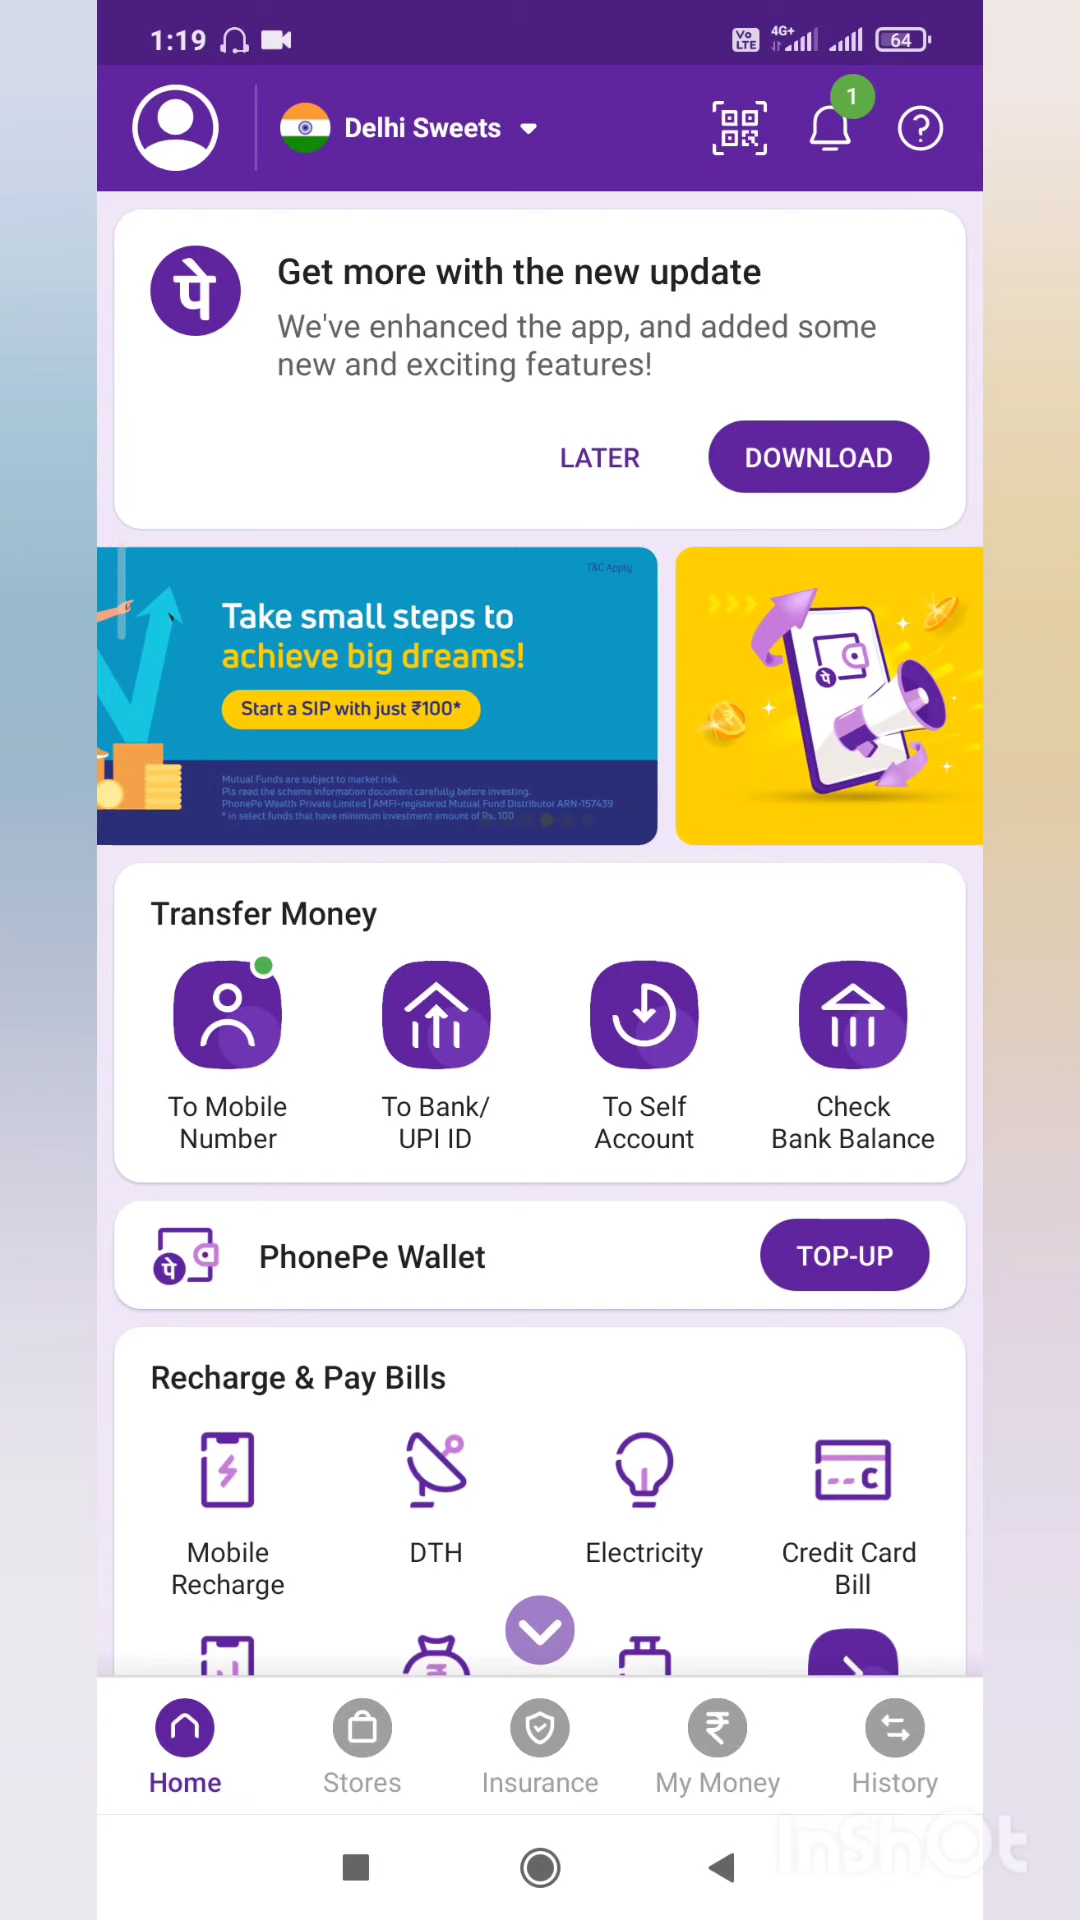 1:19
Vo LTE 4G+ 64
Delhi Sweets
1
?
पे
Get more with the new update
We've enhanced the app, and added some
new and exciting features!
LATER
DOWNLOAD
T&C Apply
Take small steps to
achieve big dreams!
Start a SIP with just ₹100*
Mutual Funds are subject to market risk.
Pls read the scheme information document carefully before investing.
PhonePe Wealth Private Limited | AMFI-registered Mutual Fund Distributor ARN-157439
* in select funds that have minimum investment amount of Rs. 100
पे
Transfer Money
To Mobile
Number
To Bank/
UPI ID
To Self
Account
Check
Bank Balance
पे
PhonePe Wallet
TOP-UP
Recharge & Pay Bills
C
Mobile
Recharge
DTH
Electricity
Credit Card
Bill
₹
Home
Stores
Insurance
My Money
History
InShOt